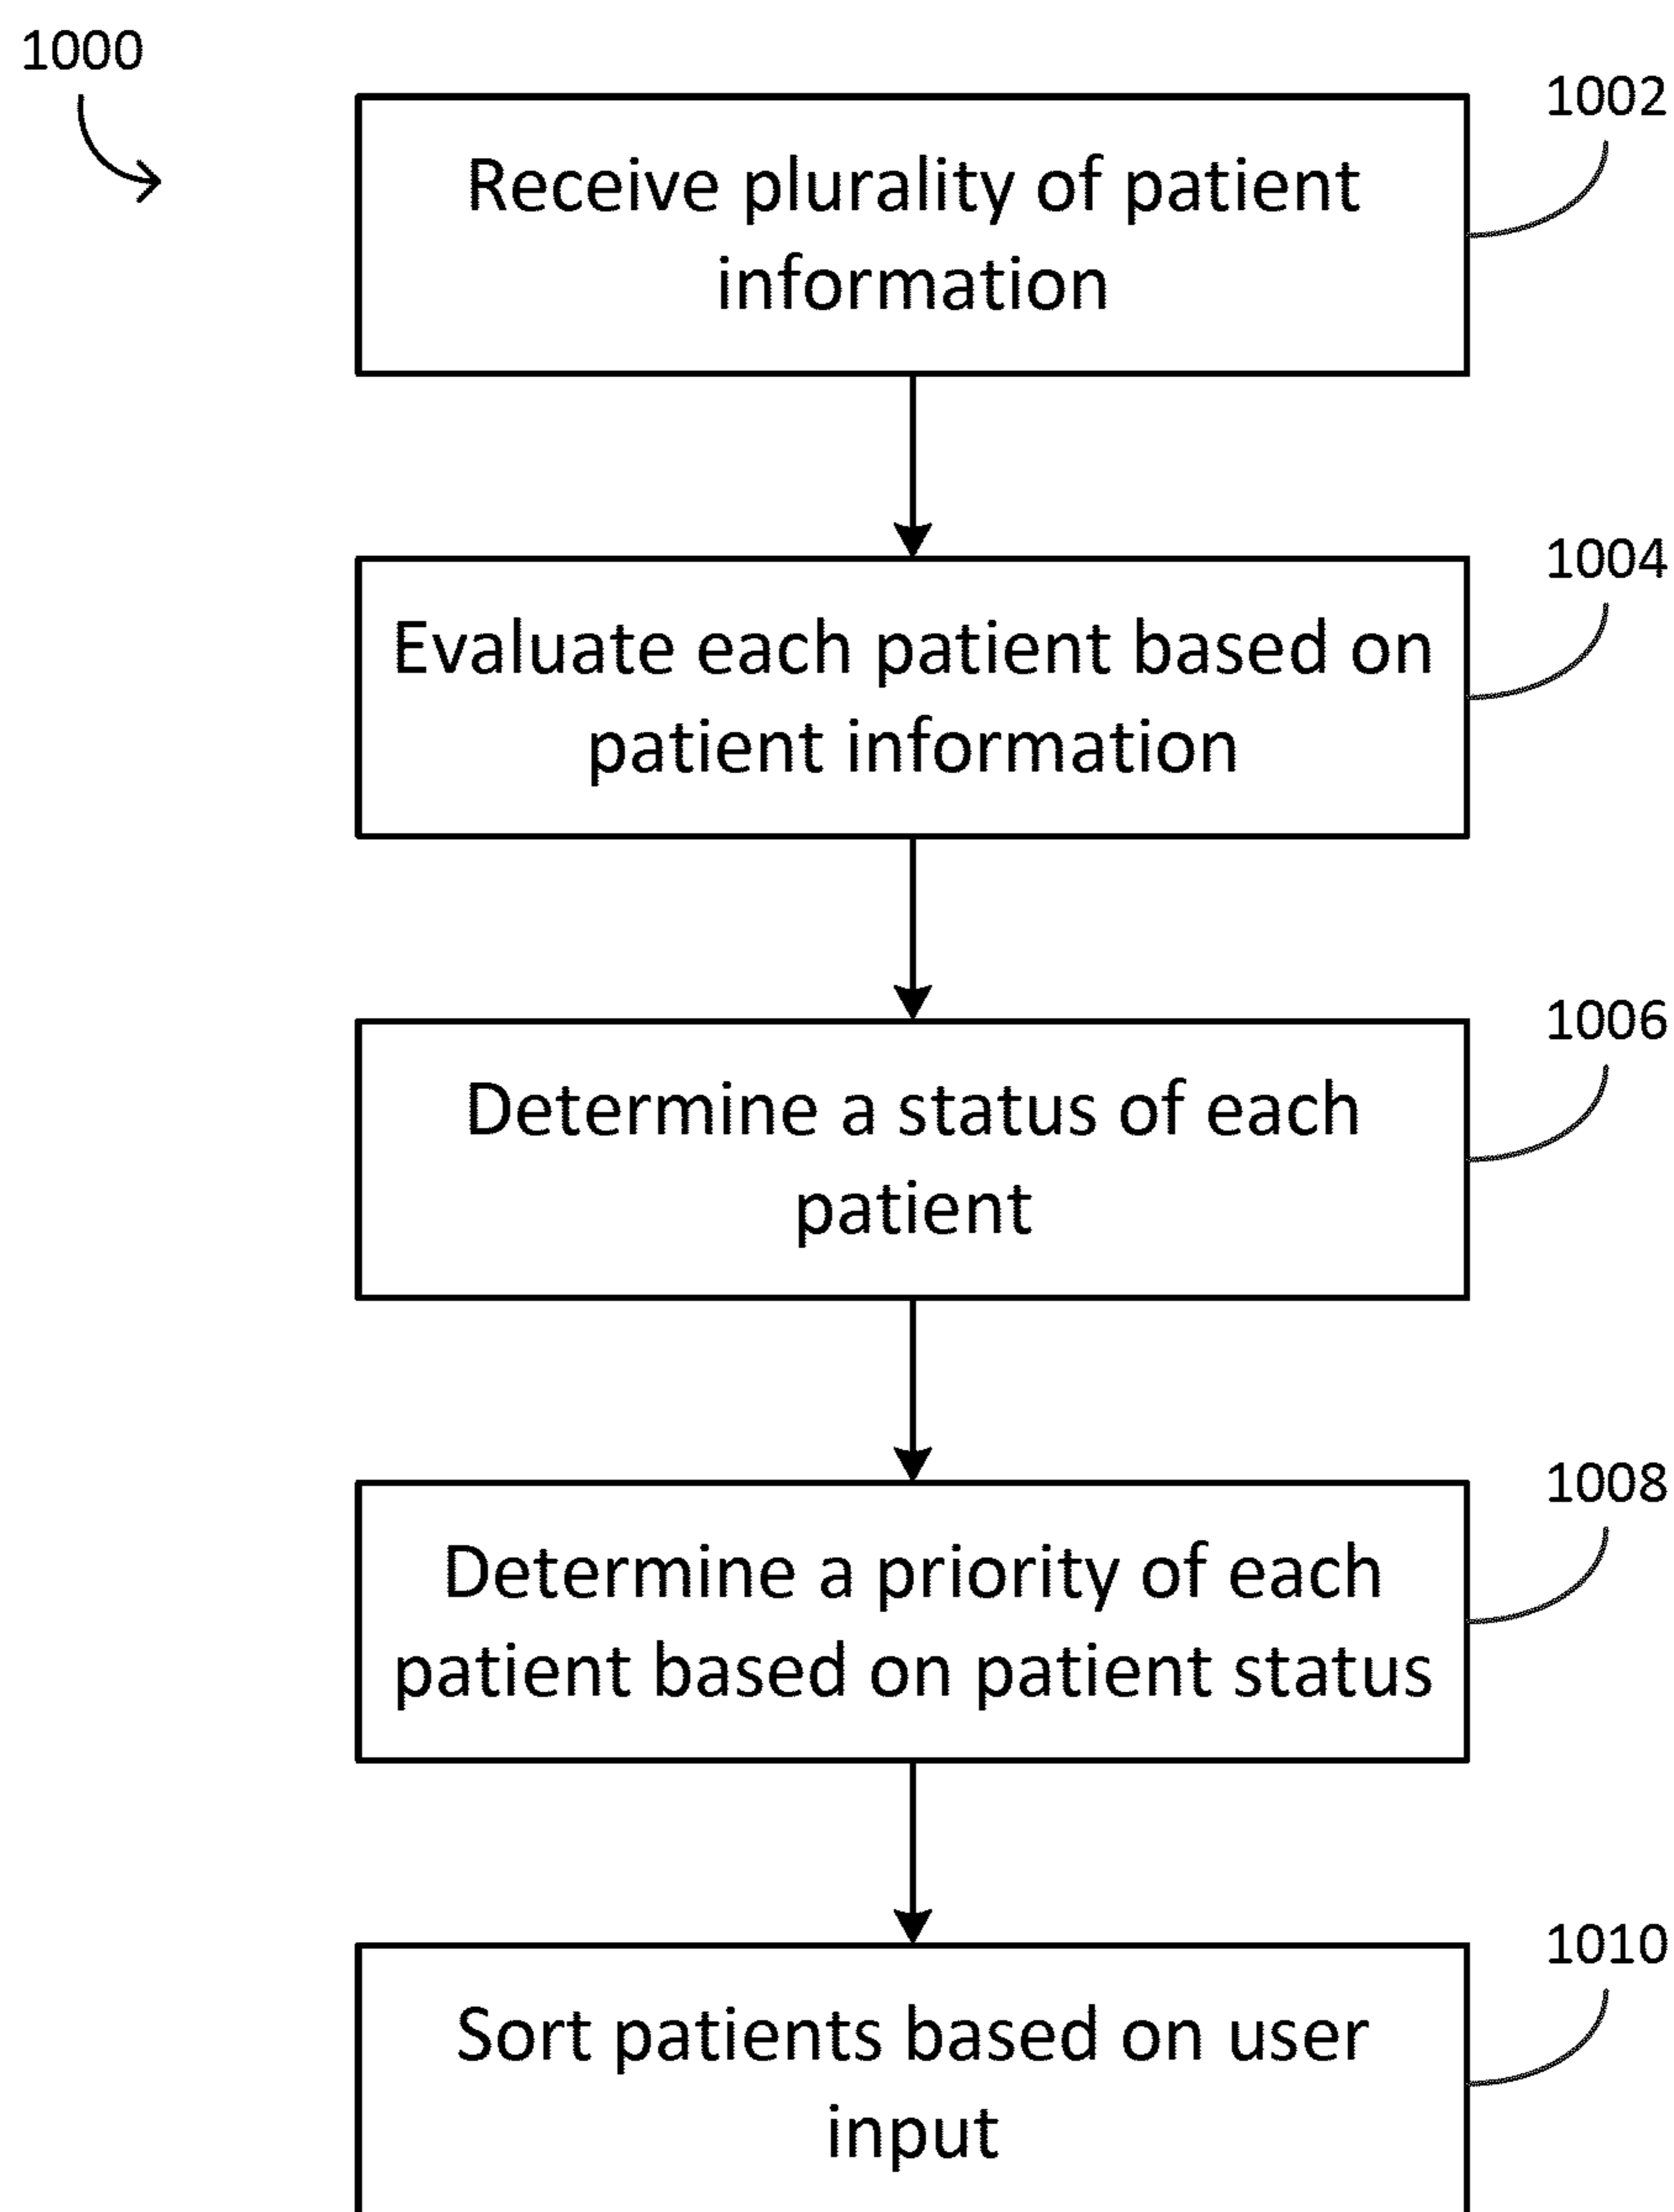 1000
1002
Receive plurality of patient
information
1004
Evaluate each patient based on
patient information
1006
Determine a status of each
patient
1008
Determine a priority of each
patient based on patient status
1010
Sort patients based on user
input